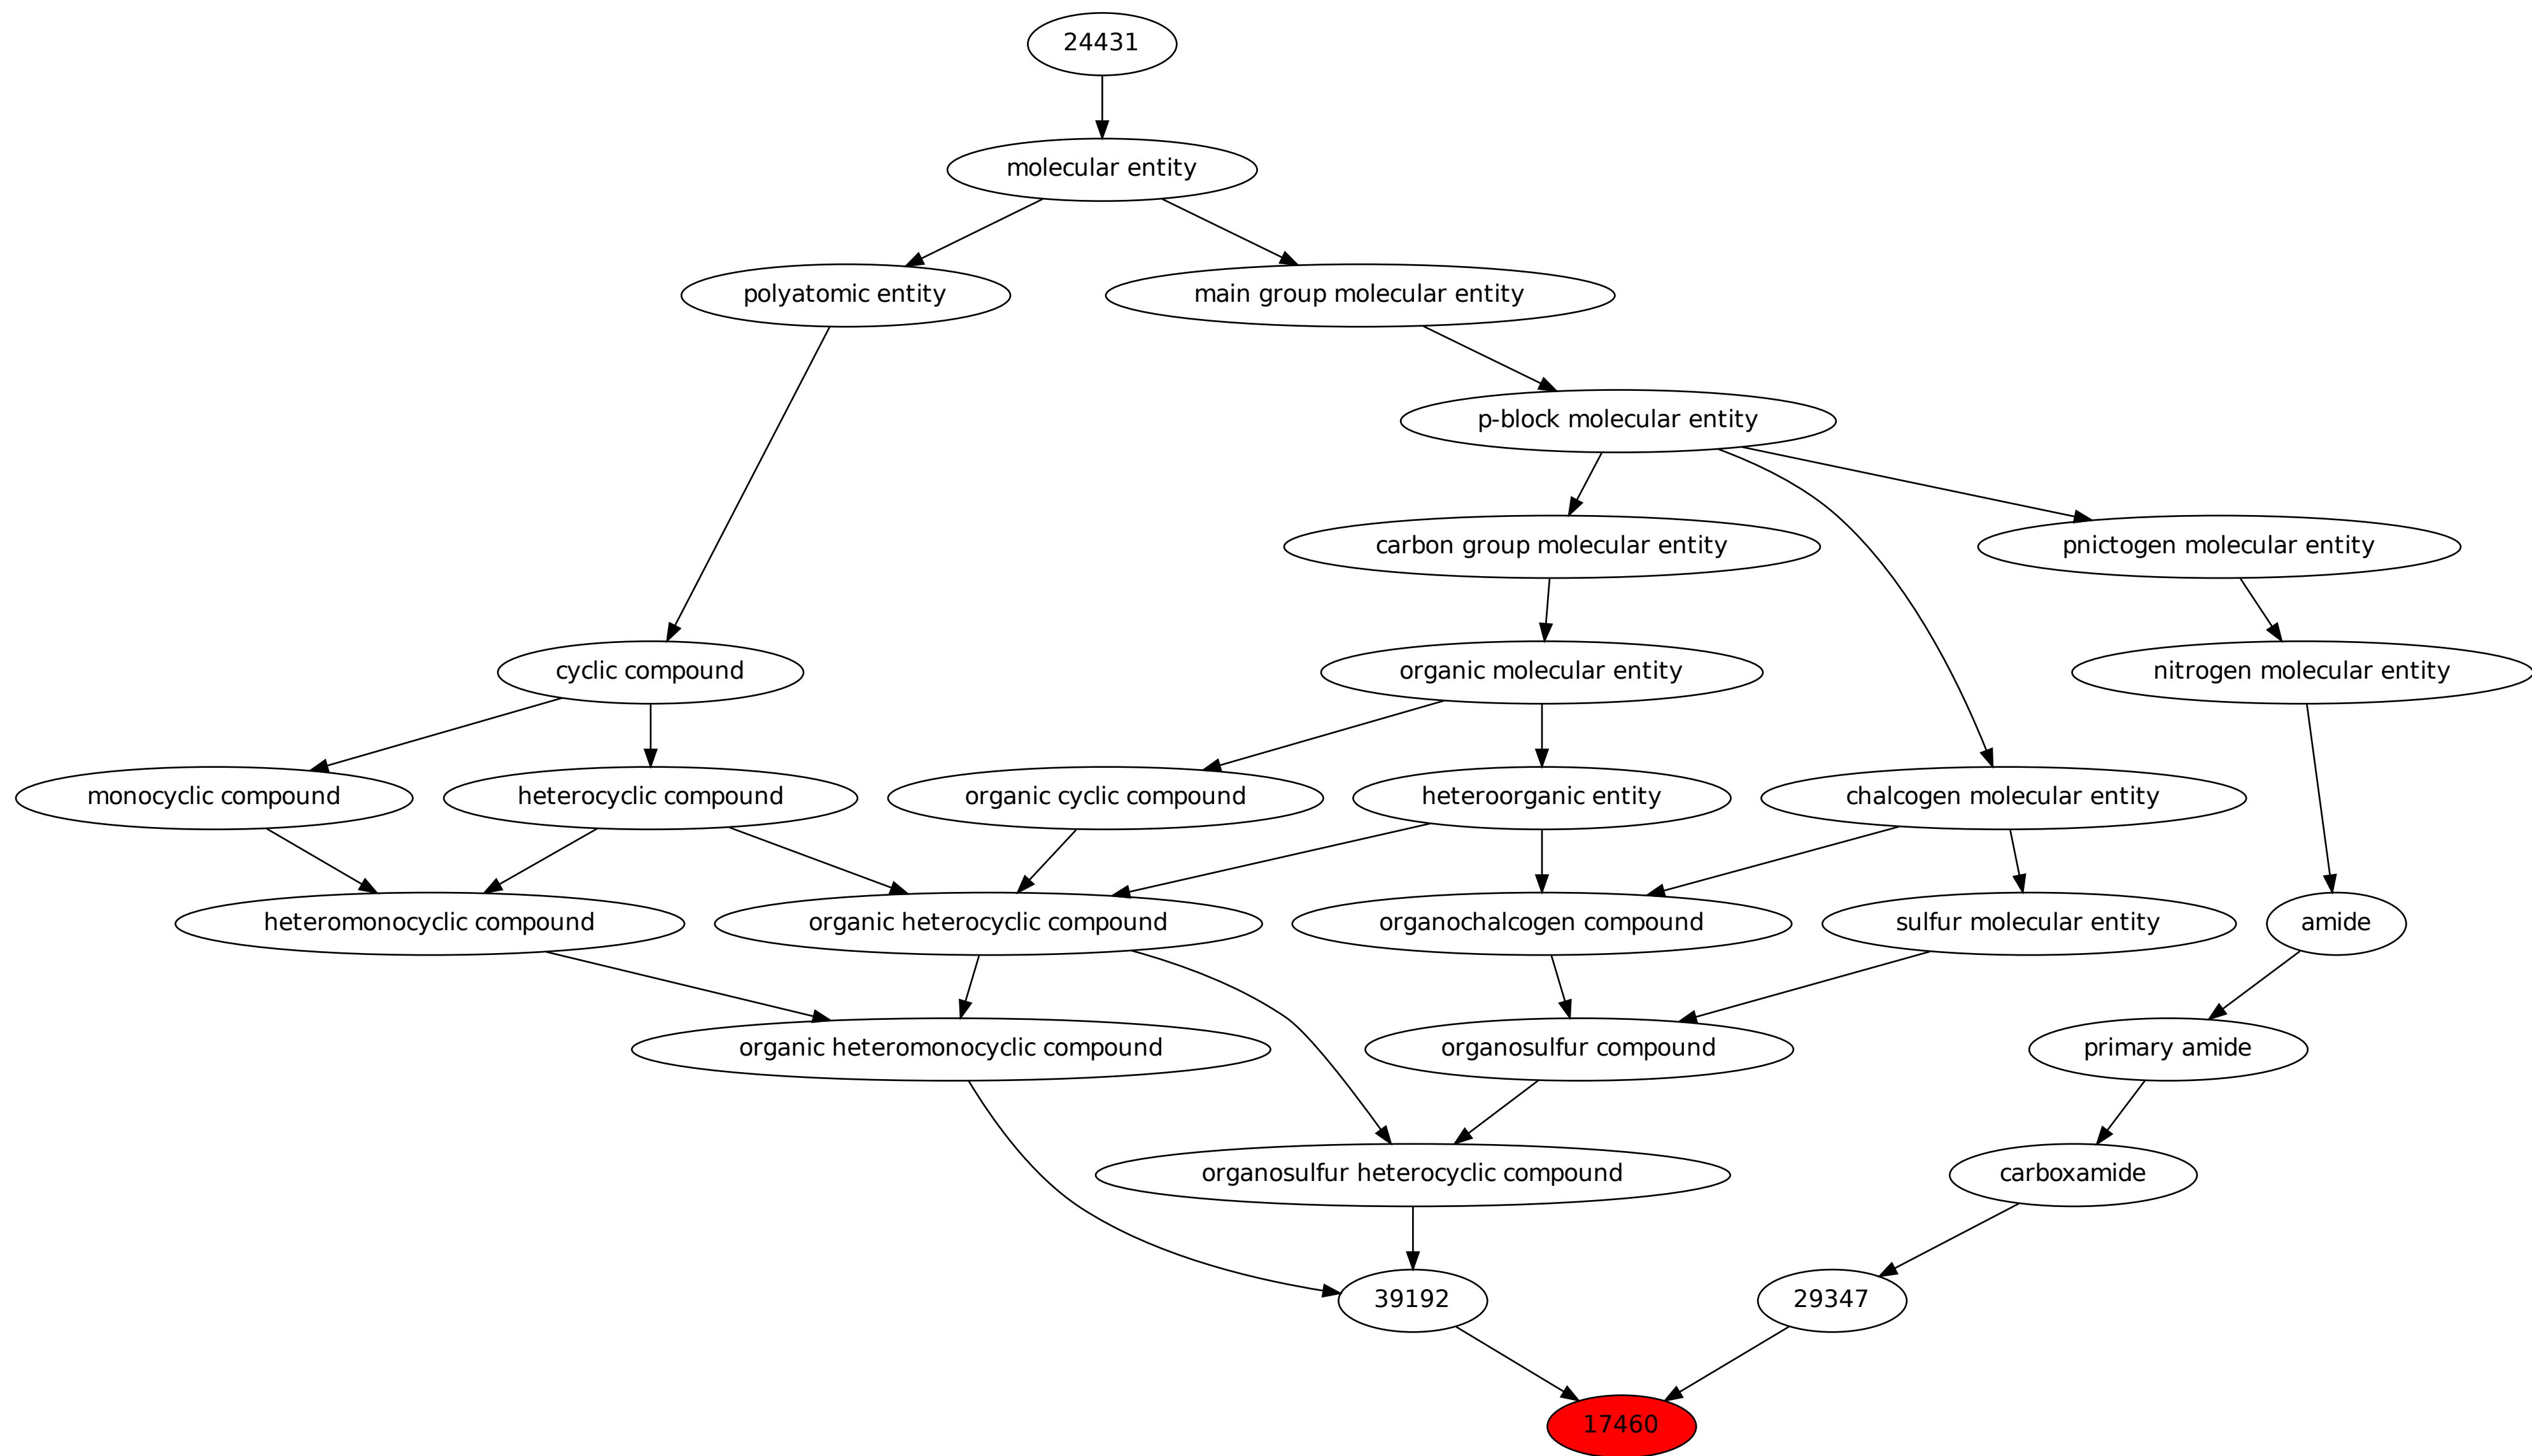 24431
molecular entity
polyatomic entity
main group molecular entity
p-block molecular entity
carbon group molecular entity
pnictogen molecular entity
cyclic compound
organic molecular entity
nitrogen molecular entity
monocyclic compound
heterocyclic compound
organic cyclic compound
heteroorganic entity
chalcogen molecular entity
heteromonocyclic compound
organic heterocyclic compound
organochalcogen compound
sulfur molecular entity
amide
organic heteromonocyclic compound
organosulfur compound
primary amide
organosulfur heterocyclic compound
carboxamide
39192
29347
17460